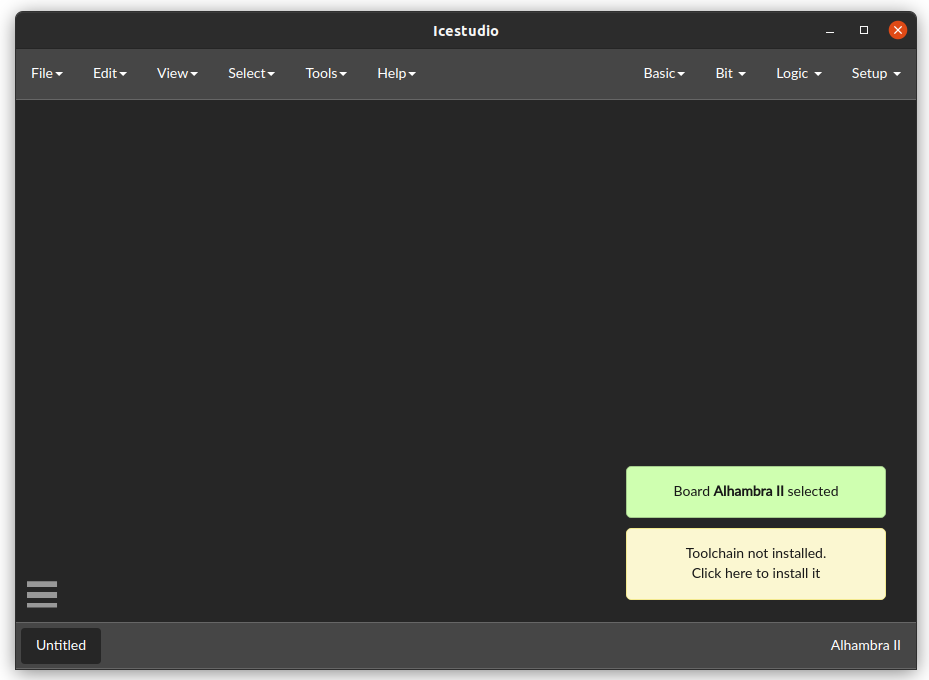 Icestudio
File Edit View Select Tools Help Basic Bit Logic Setup
Board Alhambra II selected
Toolchain not installed.
Click here to install it
Untitled Alhambra II